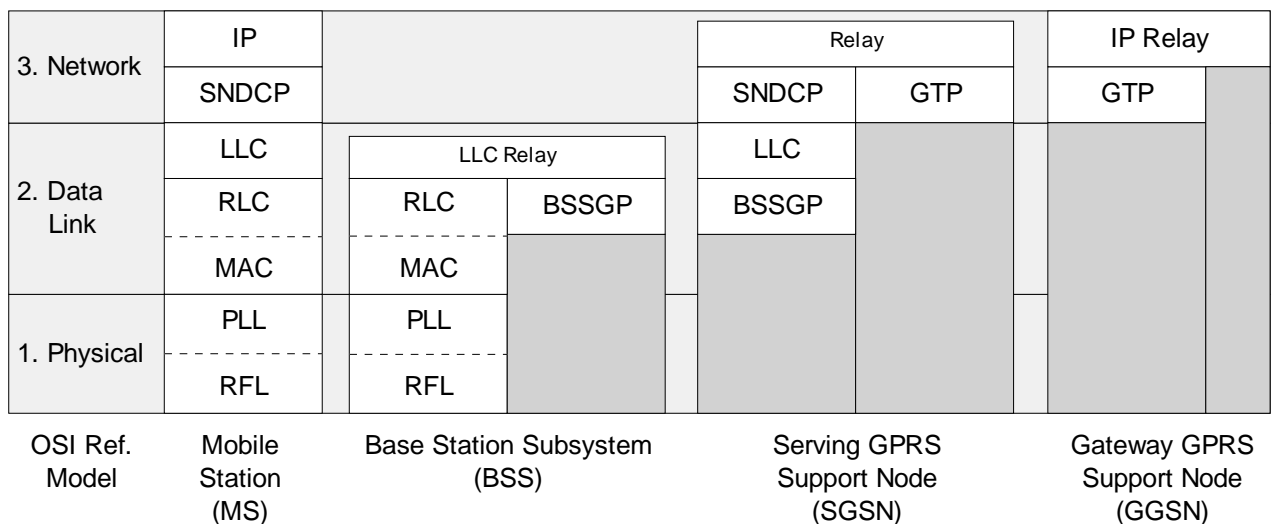 3. Network
IP
SNDCP
Relay
SNDCP
GTP
IP Relay
GTP
2. Data
Link
LLC
RLC
MAC
LLC Relay
RLC
BSSGP
MAC
LLC
BSSGP
1. Physical
PLL
RFL
PLL
RFL
OSI Ref.
Model
Mobile
Station
(MS)
Base Station Subsystem
(BSS)
Serving GPRS
Support Node
(SGSN)
Gateway GPRS
Support Node
(GGSN)